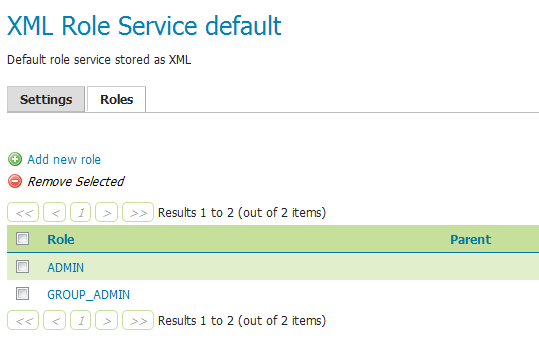 XML Role Service default
Default role service stored as XML
Settings Roles
Add new role
Remove Selected
<< < 1 > >> Results 1 to 2 (out of 2 items)
Role Parent
ADMIN
GROUP_ADMIN
<< < 1 > >> Results 1 to 2 (out of 2 items)